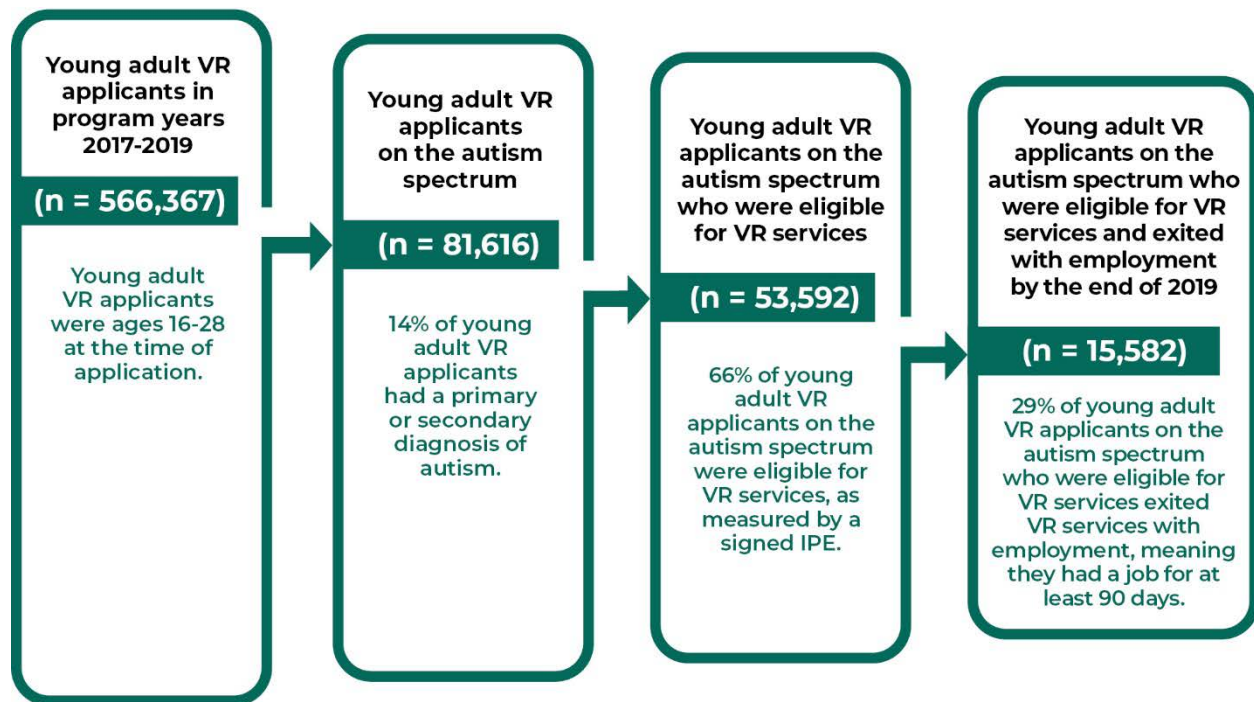 Young adult VR
applicants in
program years
2017-2019
(n = 566,367)
Young adult
VR applicants
were ages 16-28
at the time of
application.
Young adult VR
applicants
on the autism
spectrum
(n = 81,616)
14% of young
adult VR
applicants
had a primary
or secondary
diagnosis of
autism.
Young adult VR
applicants on the
autism spectrum
who were eligible
for VR services
(n = 53,592)
66% of young
adult VR
applicants on the
autism spectrum
were eligible for
VR services, as
measured by a
signed IPE.
Young adult VR
applicants on the
autism spectrum who
were eligible for VR
services and exited
with employment
by the end of 2019
(n = 15,582)
29% of young adult
VR applicants on the
autism spectrum
who were eligible for
VR services exited
VR services with
employment, meaning
they had a job for at
least 90 days.